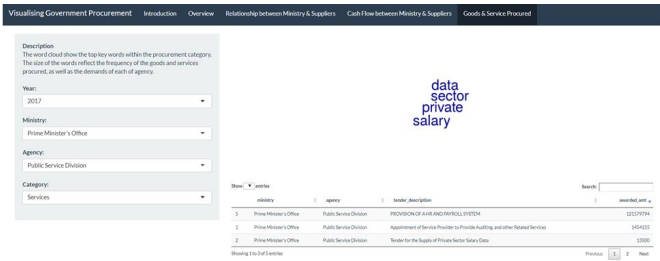 Visualising Government Procurement Introduction Overview Relationship between Ministry & Suppliers Cash Flow between Ministry & Suppliers Goods & Service Procured
Description
The word cloud show the top key words within the procurement category.
The size of the words reflect the frequency of the goods and services
procured, as well as the demands of each of agency.
Year:
2017
Ministry:
Prime Minister's Office
Agency:
Public Service Division
Category:
Services
data
sector
private
salary
Show entries Search:
ministry agency tender_description awarded_amt
Prime Minister's Office Public Service Division PROVISION OF A HR AND PAYROLL SYSTEM 121579794
1 Prime Minister's Office Public Service Division Appointment of Service Provider to Provide Auditing, and other Related Services 1454155
2 Prime Minister's Office Public Service Division Tender for the Supply of Private Sector Salary Data 13500
Showing 1 to 3 of 5 entries Previous 1 2 Next